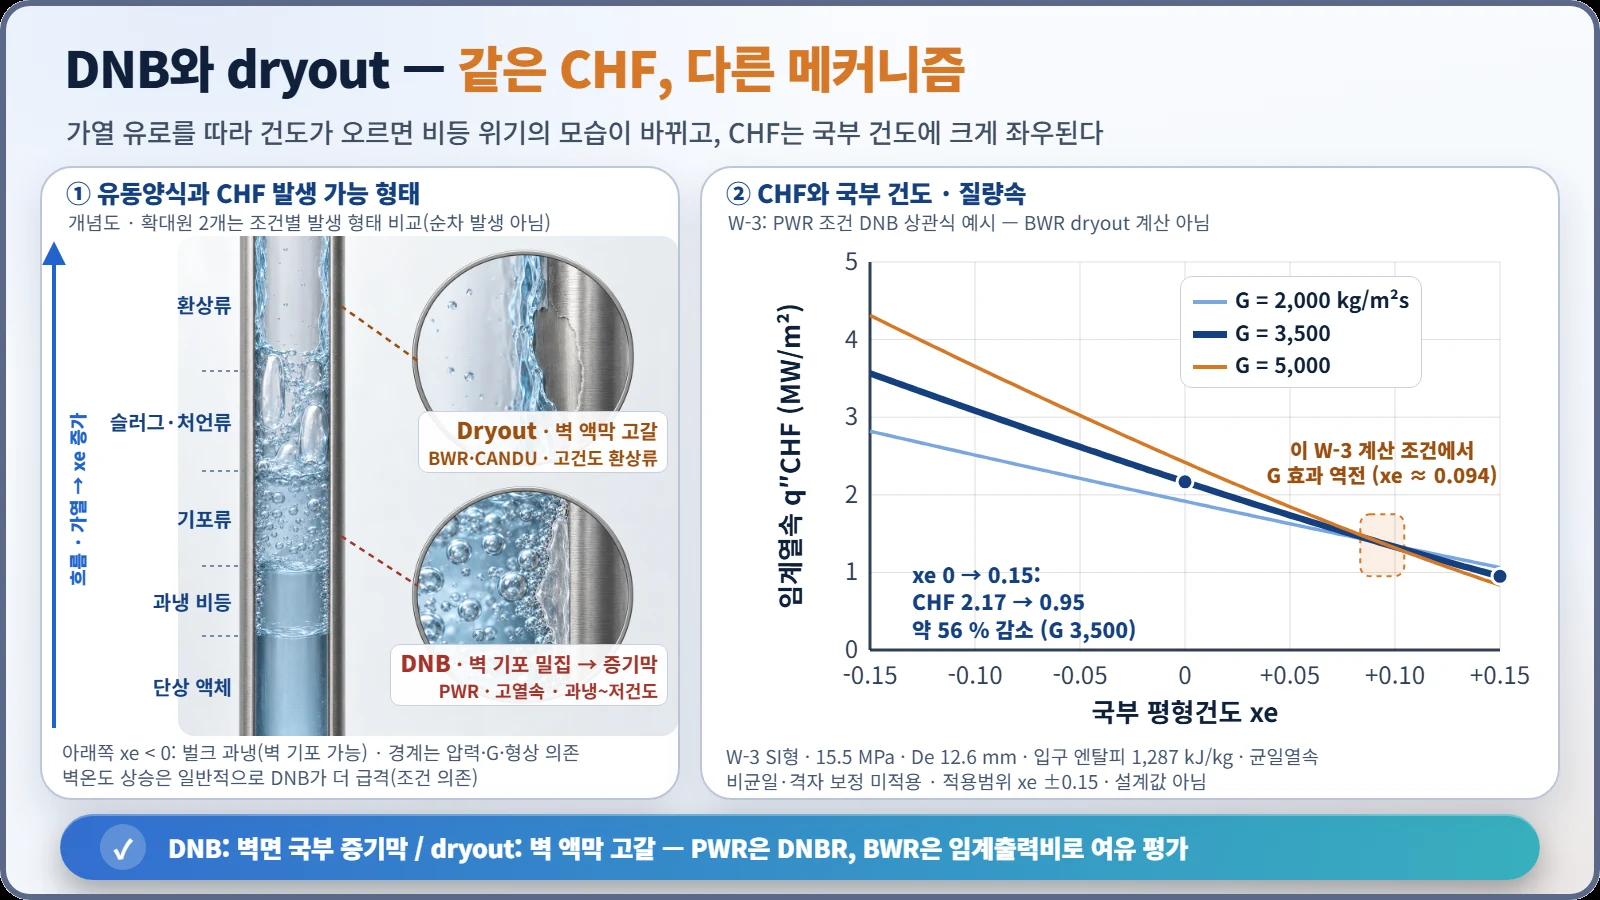 DNB와 dryout — 같은 CHF, 다른 메커니즘
가열 유로를 따라 건도가 오르면 비등 위기의 모습이 바뀌고, CHF는 국부 건도에 크게 좌우된다
① 유동양식과 CHF 발생 가능 형태
개념도 · 확대원 2개는 조건별 발생 형태 비교(순차 발생 아님)
흐름 · 가열 → xe 증가
환상류
슬러그·처언류
기포류
과냉 비등
단상 액체
Dryout · 벽 액막 고갈
BWR·CANDU · 고건도 환상류
DNB · 벽 기포 밀집 → 증기막
PWR · 고열속 · 과냉~저건도
아래쪽 xe < 0: 벌크 과냉(벽 기포 가능) · 경계는 압력·G·형상 의존
벽온도 상승은 일반적으로 DNB가 더 급격(조건 의존)
② CHF와 국부 건도 · 질량속
W-3: PWR 조건 DNB 상관식 예시 — BWR dryout 계산 아님
임계열속 q″CHF (MW/m²)
5
4
3
2
1
0
G = 2,000 kg/m²s
G = 3,500
G = 5,000
이 W-3 계산 조건에서
G 효과 역전 (xe ≈ 0.094)
xe 0 → 0.15:
CHF 2.17 → 0.95
약 56 % 감소 (G 3,500)
-0.15
-0.10
-0.05
0
+0.05
+0.10
+0.15
국부 평형건도 xe
W-3 SI형 · 15.5 MPa · De 12.6 mm · 입구 엔탈피 1,287 kJ/kg · 균일열속
비균일·격자 보정 미적용 · 적용범위 xe ±0.15 · 설계값 아님
✓ DNB: 벽면 국부 증기막 / dryout: 벽 액막 고갈 — PWR은 DNBR, BWR은 임계출력비로 여유 평가